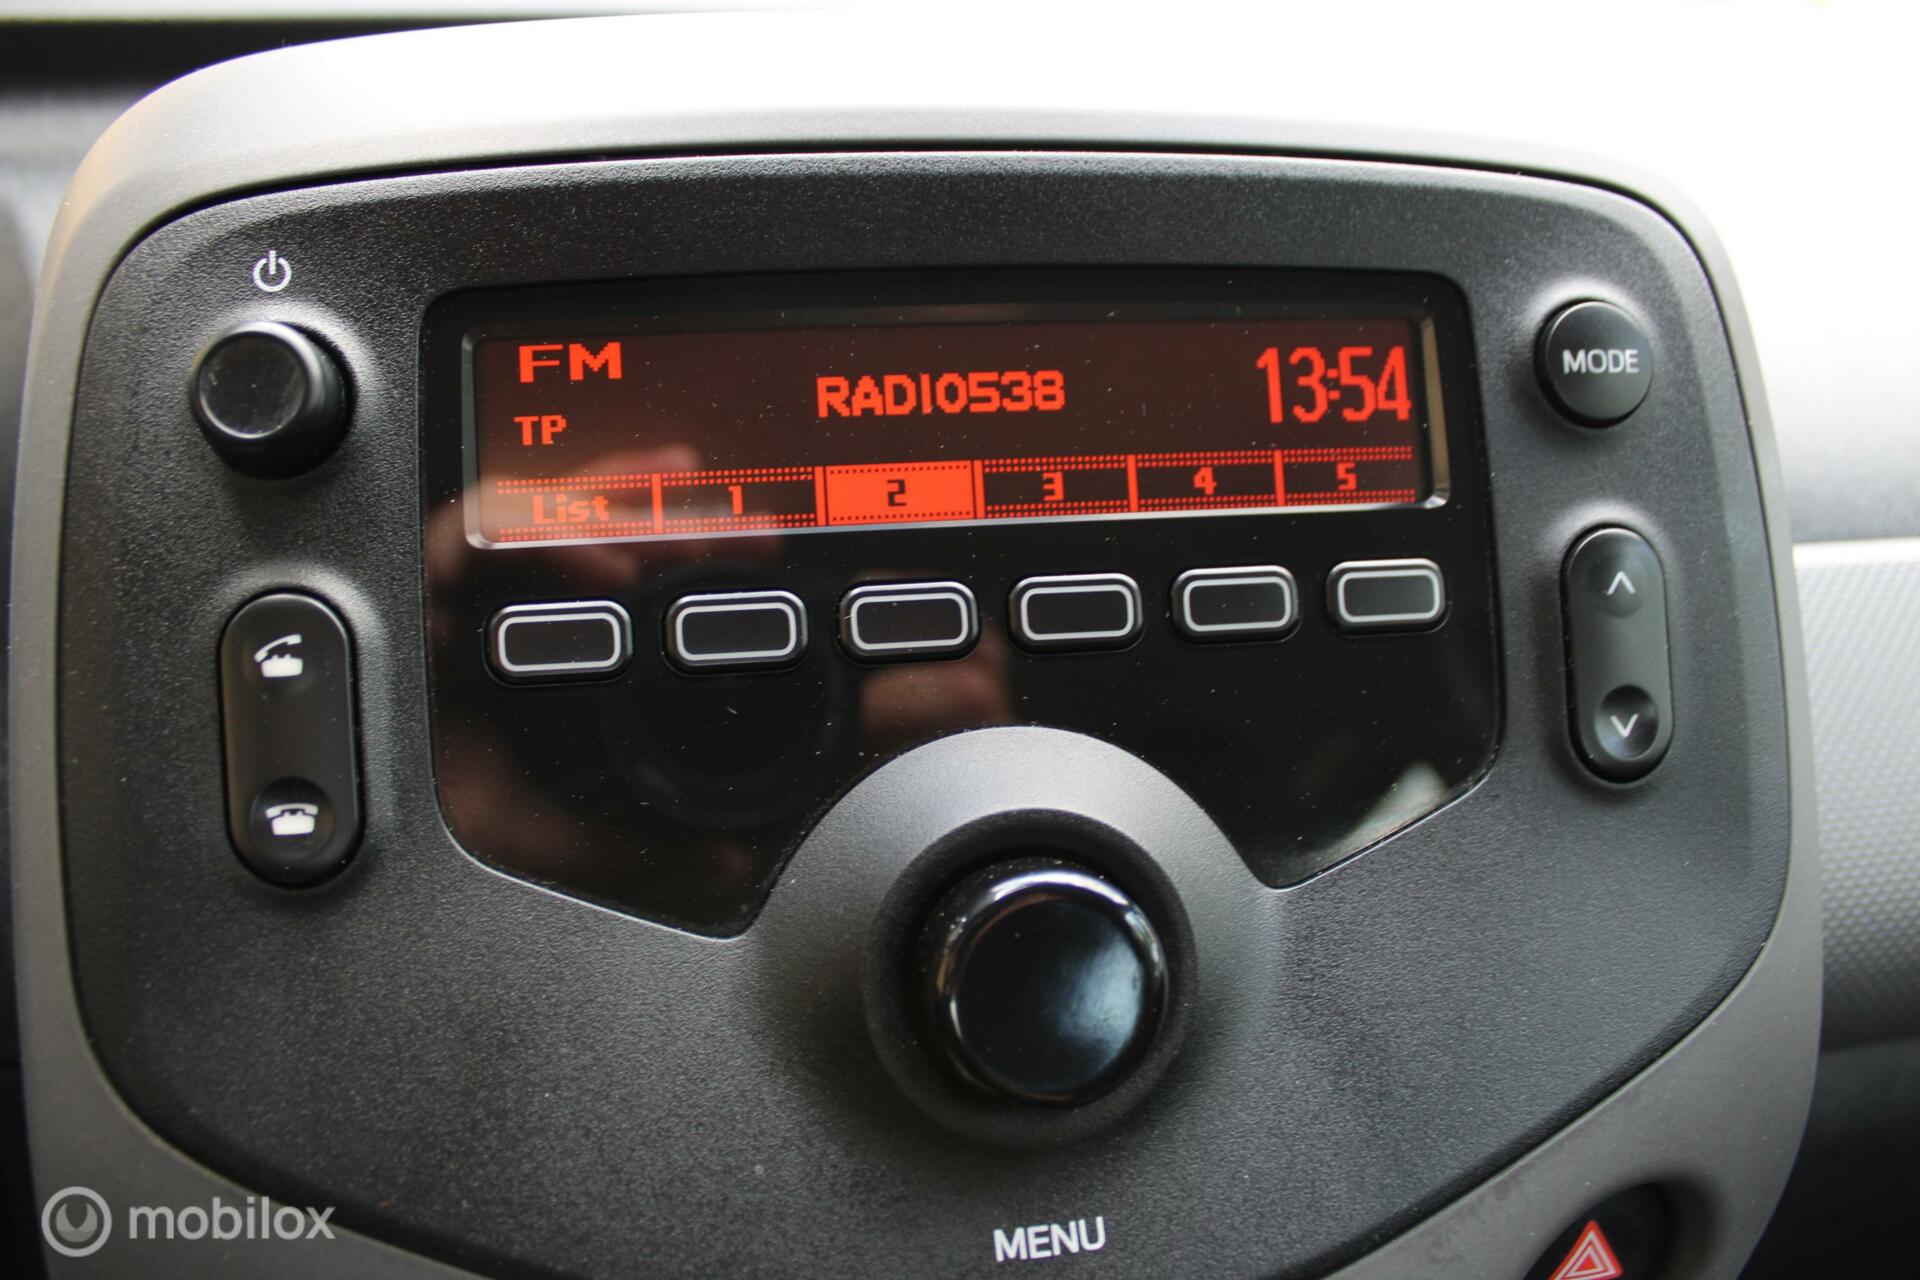 FM
RADIO538
13:54
TP
List 1 2 3 4 5
MODE
MENU
mobilox